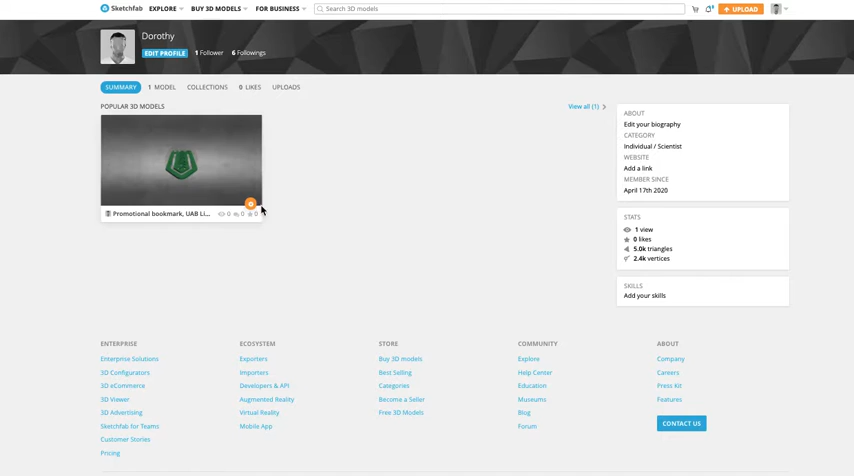 Sketchfab EXPLORE BUY 3D MODELS FOR BUSINESS Search 3D models UPLOAD
Dorothy
EDIT PROFILE 1 Follower 6 Followings
SUMMARY 1 MODEL COLLECTIONS 0 LIKES UPLOADS
POPULAR 3D MODELS View all (1)
Promotional bookmark, UAB Li... 0 0 0
ABOUT
Edit your biography
CATEGORY
Individual / Scientist
WEBSITE
Add a link
MEMBER SINCE
April 17th 2020
STATS
1 view
0 likes
5.0k triangles
2.4k vertices
SKILLS
Add your skills
ENTERPRISE
Enterprise Solutions
3D Configurators
3D eCommerce
3D Viewer
3D Advertising
Sketchfab for Teams
Customer Stories
Pricing
ECOSYSTEM
Exporters
Importers
Developers & API
Augmented Reality
Virtual Reality
Mobile App
STORE
Buy 3D models
Best Selling
Categories
Become a Seller
Free 3D Models
COMMUNITY
Explore
Help Center
Education
Museums
Blog
Forum
ABOUT
Company
Careers
Press Kit
Features
CONTACT US